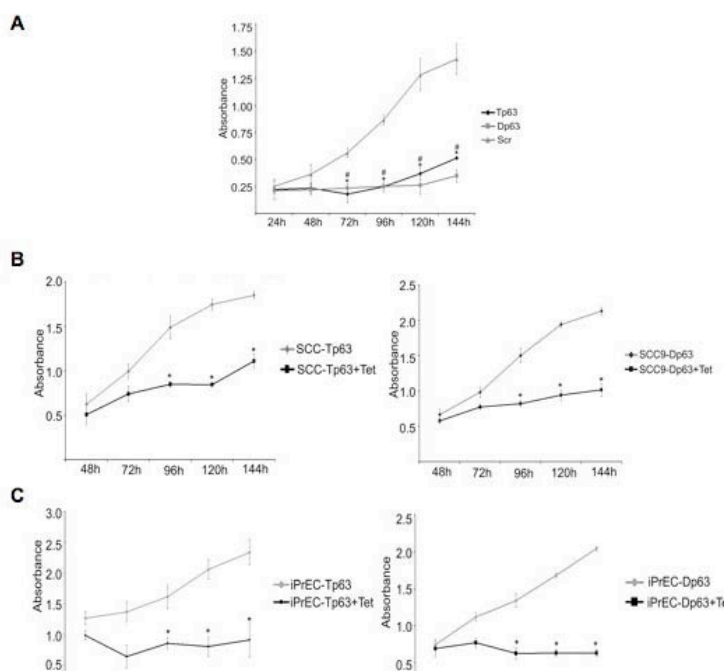 A
1.75
1.50
1.25
1.00
0.75
0.50
0.25
Absorbance
# # # #
* * * *
Tp63
Dp63
Scr
24h 48h 72h 96h 120h 144h
B
2.0
1.5
1.0
0.5
Absorbance
* * *
SCC-Tp63
SCC-Tp63+Tet
48h 72h 96h 120h 144h
2.5
2.0
1.5
1.0
0.5
Absorbance
* * *
SCC9-Dp63
SCC9-Dp63+Tet
48h 72h 96h 120h 144h
C
3.0
2.5
2.0
1.5
1.0
0.5
Absorbance
* * *
iPrEC-Tp63
iPrEC-Tp63+Tet
2.5
2.0
1.5
1.0
0.5
Absorbance
* * *
iPrEC-Dp63
iPrEC-Dp63+Te